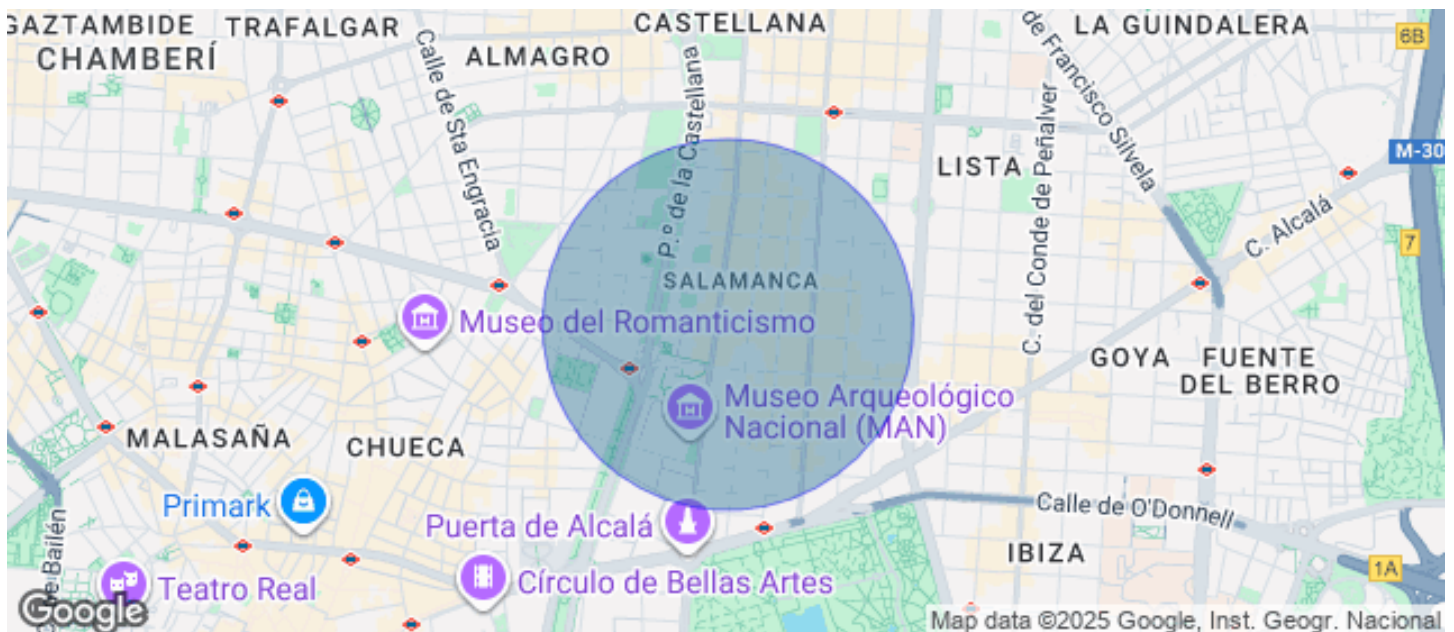 GAZTAMBIDE
TRAFALGAR
CASTELLANA
LA GUINDALERA
6B
CHAMBERÍ
ALMAGRO
Calle de Sta Engracia
P.º de la Castellana
de Francisco Silvela
C. del Conde de Peñalver
M-30
LISTA
7
C. Alcalá
SALAMANCA
Museo del Romanticismo
GOYA
FUENTE
DEL BERRO
Museo Arqueológico
Nacional (MAN)
MALASAÑA
CHUECA
Primark
Puerta de Alcalá
Calle de O'Donnell
IBIZA
de Bailén
Teatro Real
Círculo de Bellas Artes
1A
Google
Map data ©2025 Google, Inst. Geogr. Nacional